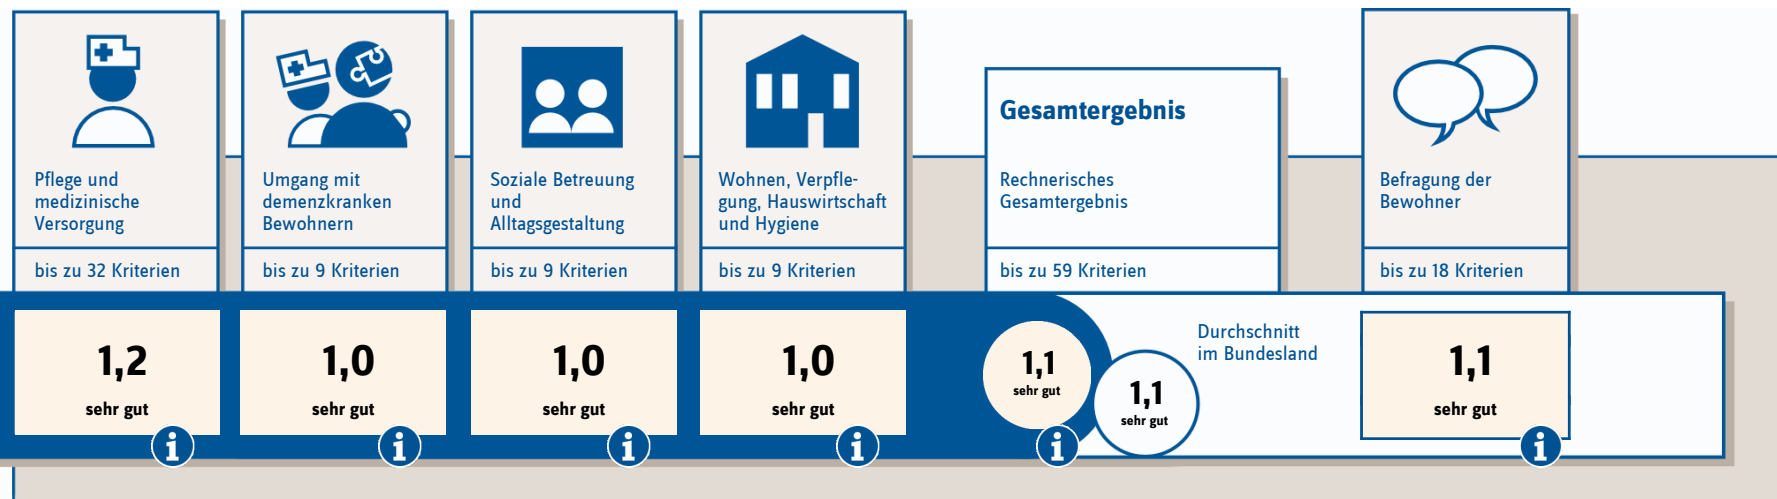 Pflege und
medizinische
Versorgung
bis zu 32 Kriterien
1,2
sehr gut
Umgang mit
demenzkranken
Bewohnern
bis zu 9 Kriterien
1,0
sehr gut
Soziale Betreuung
und
Alltagsgestaltung
bis zu 9 Kriterien
1,0
sehr gut
Wohnen, Verpfle-
gung, Hauswirtschaft
und Hygiene
bis zu 9 Kriterien
1,0
sehr gut
Gesamtergebnis
Rechnerisches
Gesamtergebnis
bis zu 59 Kriterien
1,1
sehr gut
1,1
sehr gut
Durchschnitt
im Bundesland
Befragung der
Bewohner
bis zu 18 Kriterien
1,1
sehr gut